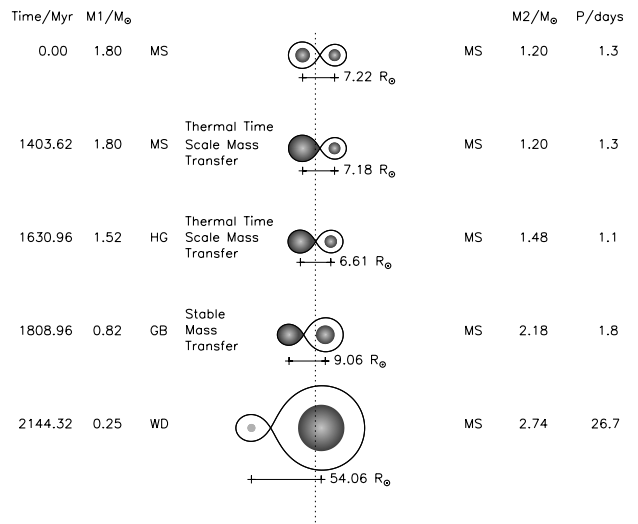 Time/Myr M1/M⊙ M2/M⊙ P/days
0.00 1.80 MS MS 1.20 1.3
7.22 R⊙
Thermal Time
1403.62 1.80 MS Scale Mass MS 1.20 1.3
Transfer
7.18 R⊙
Thermal Time
1630.96 1.52 HG Scale Mass MS 1.48 1.1
Transfer
6.61 R⊙
Stable
1808.96 0.82 GB Mass MS 2.18 1.8
Transfer
9.06 R⊙
2144.32 0.25 WD MS 2.74 26.7
54.06 R⊙